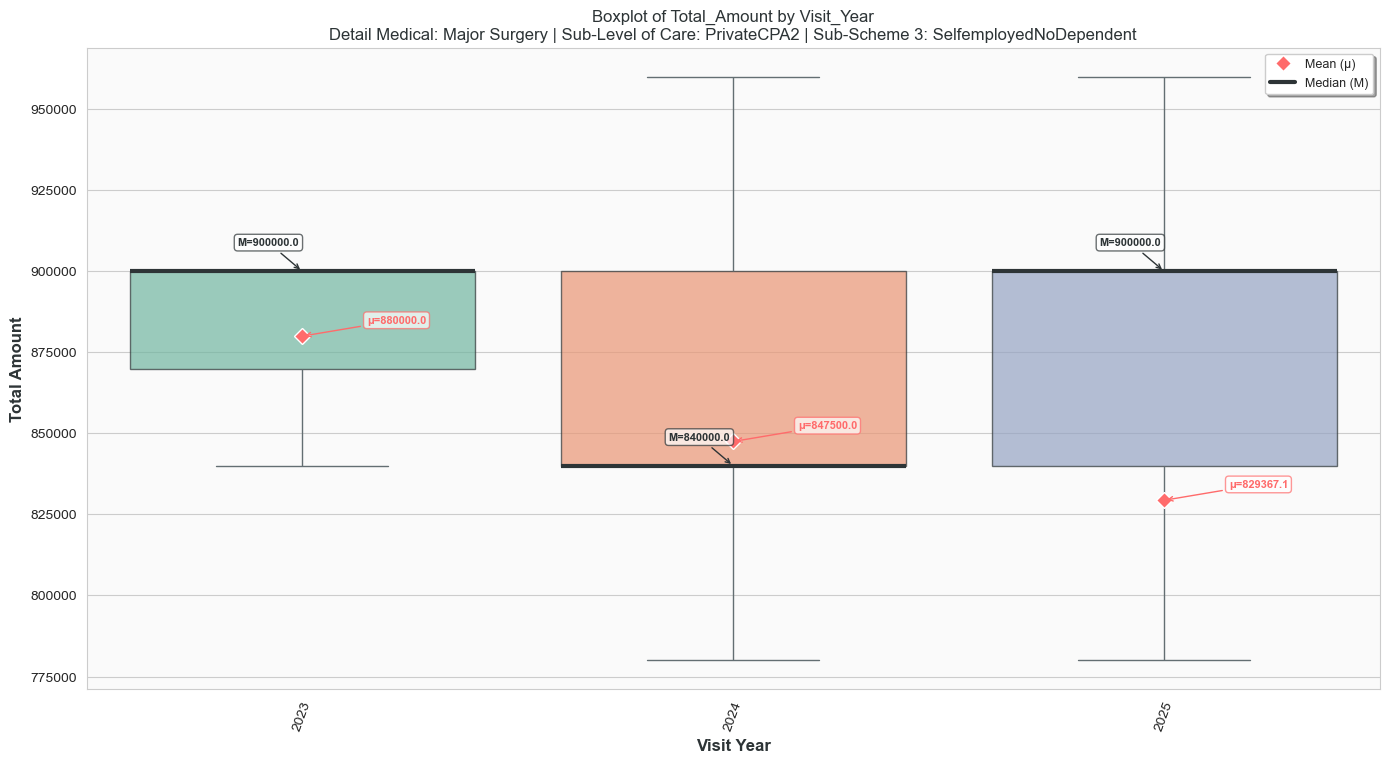 Boxplot of Total_Amount by Visit_Year
Detail Medical: Major Surgery | Sub-Level of Care: PrivateCPA2 | Sub-Scheme 3: SelfemployedNoDependent
Mean (μ)
Median (M)
Total Amount
950000
925000
900000
875000
850000
825000
800000
775000
M=900000.0
μ=880000.0
M=840000.0
μ=847500.0
M=900000.0
μ=829367.1
2023
2024
2025
Visit Year